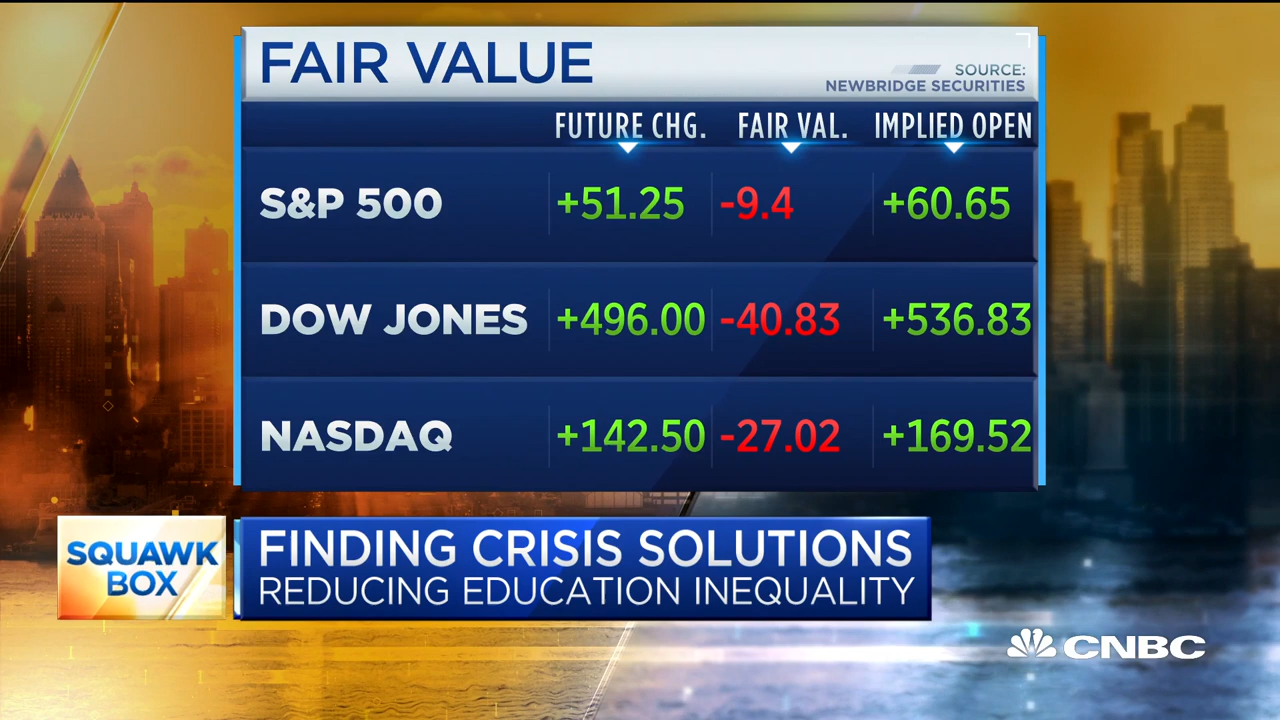 FAIR VALUE
SOURCE:
NEWBRIDGE SECURITIES
FUTURE CHG. FAIR VAL. IMPLIED OPEN
S&P 500 +51.25 -9.4 +60.65
DOW JONES +496.00 -40.83 +536.83
NASDAQ +142.50 -27.02 +169.52
SQUAWK
BOX
FINDING CRISIS SOLUTIONS
REDUCING EDUCATION INEQUALITY
CNBC